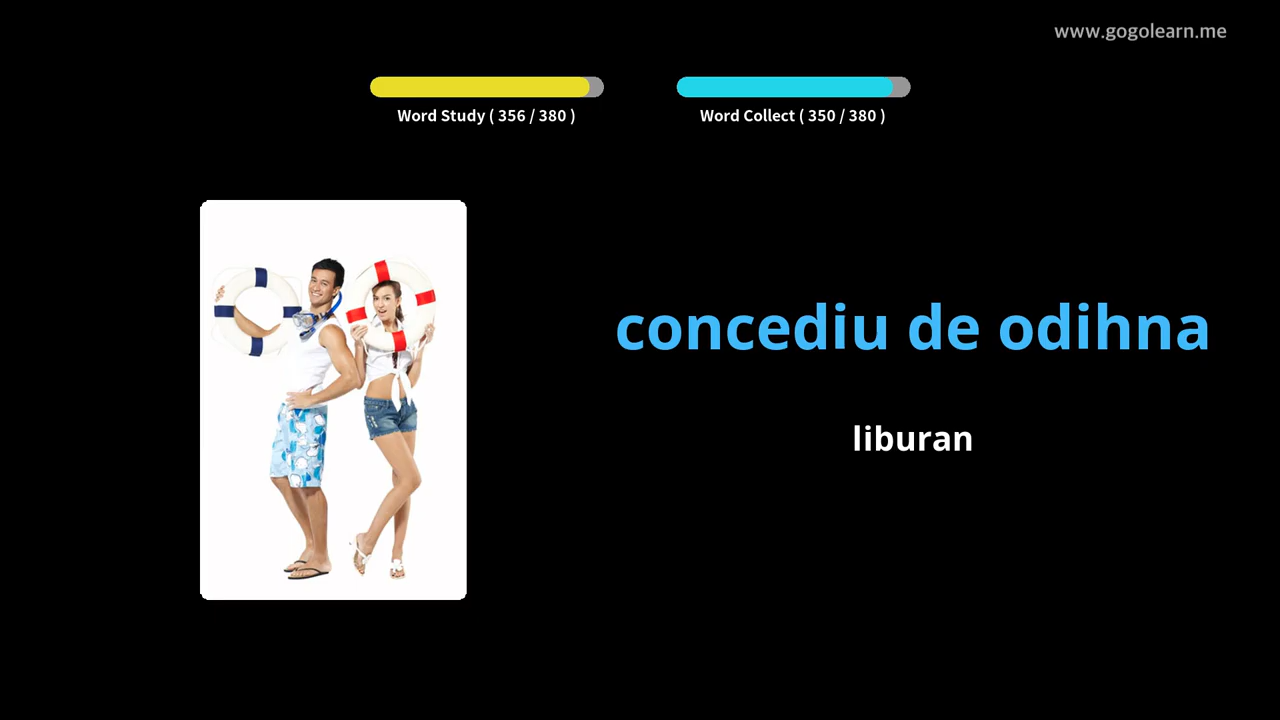 www.gogolearn.me
Word Study ( 356 / 380 )
Word Collect ( 350 / 380 )
concediu de odihna
liburan